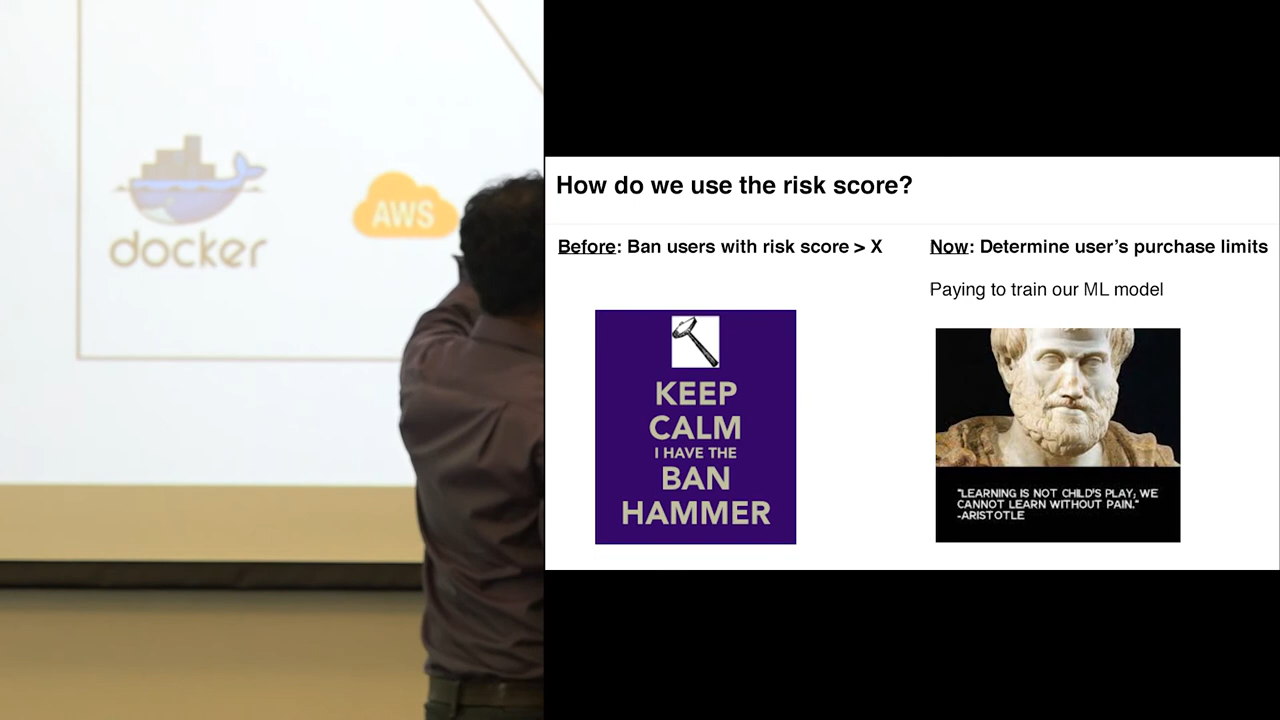 docker
AWS
How do we use the risk score?
Before: Ban users with risk score > X
KEEP
CALM
I HAVE THE
BAN
HAMMER
Now: Determine user's purchase limits
Paying to train our ML model
"LEARNING IS NOT CHILD'S PLAY; WE
CANNOT LEARN WITHOUT PAIN."
-ARISTOTLE